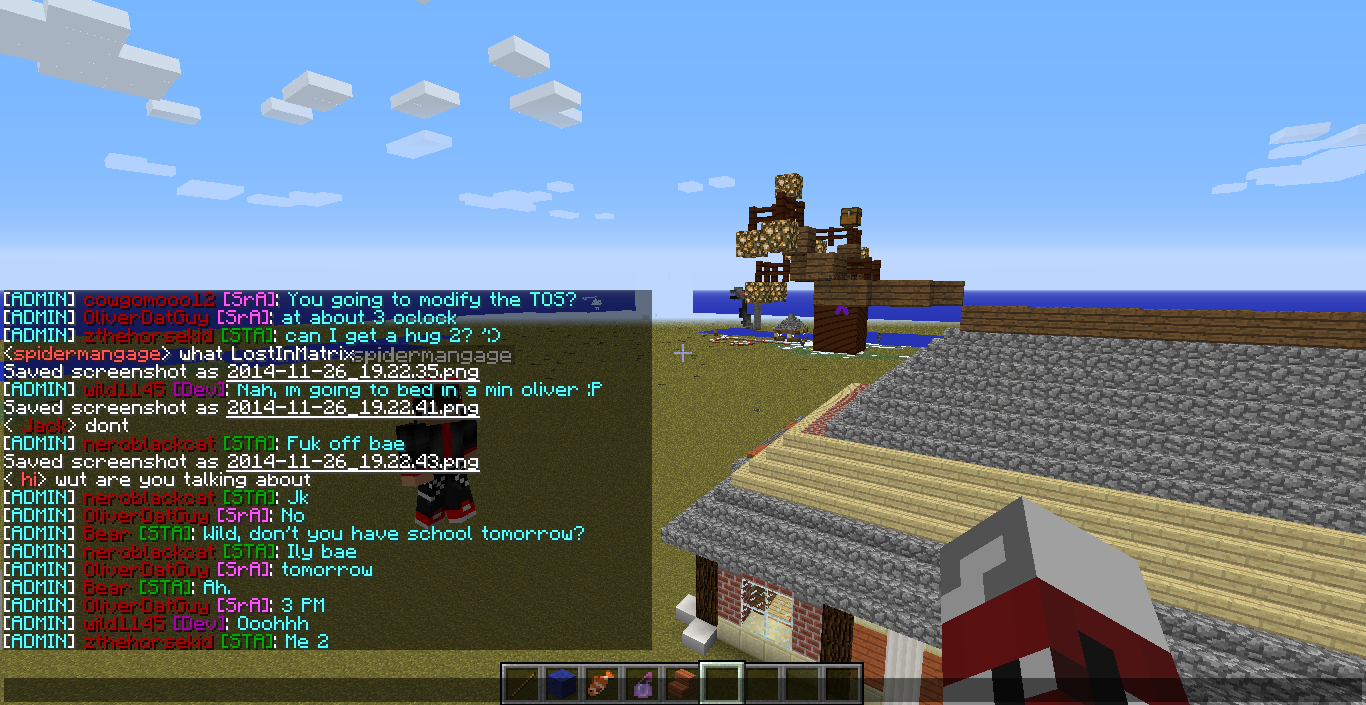 [ADMIN] cowgomooo12 [SrA]: You going to modify the TOS?
[ADMIN] OliverDatGuy [SrA]: at about 3 oclock
[ADMIN] zthehorsekid [STA]: can I get a hug 2? ':)
<spidermangage> what LostInMatrix
spidermangage
Saved screenshot as 2014-11-26_19.22.35.png
[ADMIN] wild1145 [Dev]: Nah, im going to bed in a min oliver :P
Saved screenshot as 2014-11-26_19.22.41.png
< Jack> dont
[ADMIN] neroblackcat [STA]: Fuk off bae
Saved screenshot as 2014-11-26_19.22.43.png
< hi> wut are you talking about
[ADMIN] neroblackcat [STA]: Jk
[ADMIN] OliverDatGuy [SrA]: No
[ADMIN] Bear [STA]: Wild, don't you have school tomorrow?
[ADMIN] neroblackcat [STA]: Ily bae
[ADMIN] OliverDatGuy [SrA]: tomorrow
[ADMIN] Bear [STA]: Ah.
[ADMIN] OliverDatGuy [SrA]: 3 PM
[ADMIN] wild1145 [Dev]: Ooohhh
[ADMIN] zthehorsekid [STA]: Me 2